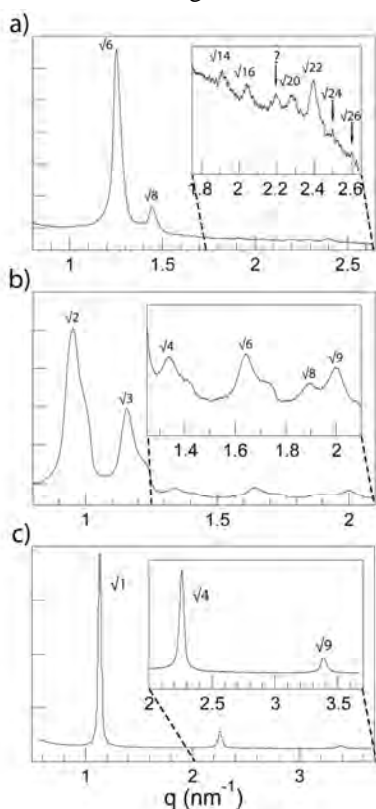 a)
√6
√8
√14
√16
?
√20
√22
√24
√26
1.8 2 2.2 2.4 2.6
1 1.5 2 2.5
b)
√2
√3
√4
√6
√8
√9
1.4 1.6 1.8 2
1 1.5 2
c)
√1
√4
√9
2 2.5 3 3.5
1 2 3
q (nm⁻¹)